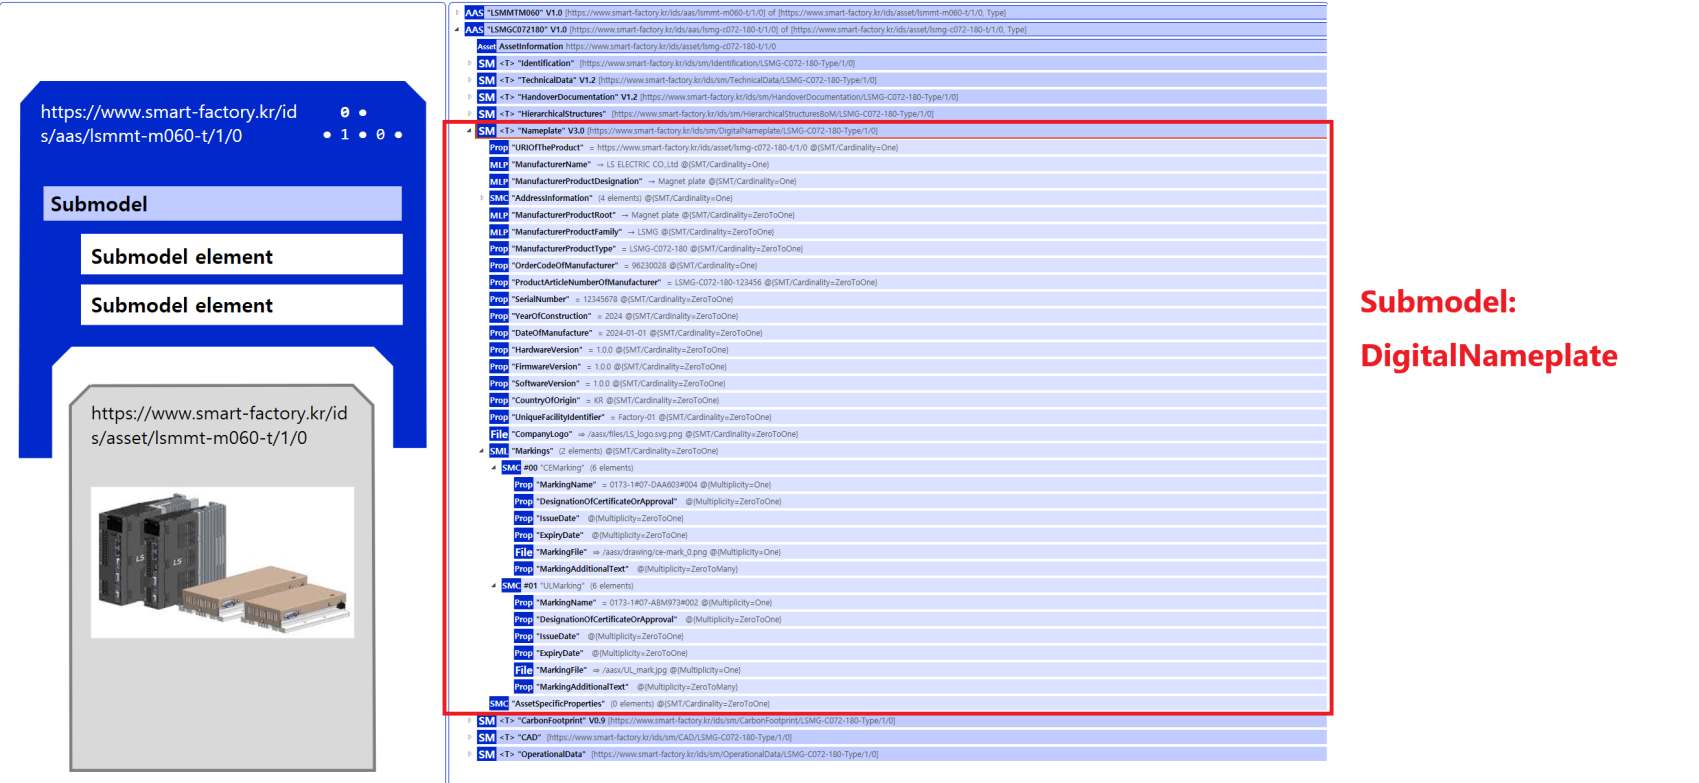 https://www.smart-factory.kr/id
s/aas/lsmmt-m060-t/1/0
0
1 0
Submodel
Submodel element
Submodel element
https://www.smart-factory.kr/id
s/asset/lsmmt-m060-t/1/0
LS
LS
AAS "LSMMTM060" V1.0 [https://www.smart-factory.kr/ids/aas/lsmmt-m060-t/1/0] of [https://www.smart-factory.kr/ids/asset/lsmmt-m060-t/1/0, Type]
AAS "LSMGC072180" V1.0 [https://www.smart-factory.kr/ids/aas/lsmg-c072-180-t/1/0] of [https://www.smart-factory.kr/ids/asset/lsmg-c072-180-t/1/0, Type]
Asset AssetInformation https://www.smart-factory.kr/ids/asset/lsmg-c072-180-t/1/0
SM <T> "Identification" [https://www.smart-factory.kr/ids/sm/Identification/LSMG-C072-180-Type/1/0]
SM <T> "TechnicalData" V1.2 [https://www.smart-factory.kr/ids/sm/TechnicalData/LSMG-C072-180-Type/1/0]
SM <T> "HandoverDocumentation" V1.2 [https://www.smart-factory.kr/ids/sm/HandoverDocumentation/LSMG-C072-180-Type/1/0]
SM <T> "HierarchicalStructures" [https://www.smart-factory.kr/ids/sm/HierarchicalStructuresBoM/LSMG-C072-180-Type/1/0]
SM <T> "Nameplate" V3.0 [https://www.smart-factory.kr/ids/sm/DigitalNameplate/LSMG-C072-180-Type/1/0]
Prop "URIOfTheProduct" = https://www.smart-factory.kr/ids/asset/lsmg-c072-180-t/1/0 @{SMT/Cardinality=One}
MLP "ManufacturerName" → LS ELECTRIC CO.,Ltd @{SMT/Cardinality=One}
MLP "ManufacturerProductDesignation" → Magnet plate @{SMT/Cardinality=One}
SMC "AddressInformation" (4 elements) @{SMT/Cardinality=One}
MLP "ManufacturerProductRoot" → Magnet plate @{SMT/Cardinality=ZeroToOne}
MLP "ManufacturerProductFamily" → LSMG @{SMT/Cardinality=ZeroToOne}
Prop "ManufacturerProductType" = LSMG-C072-180 @{SMT/Cardinality=ZeroToOne}
Prop "OrderCodeOfManufacturer" = 96230028 @{SMT/Cardinality=One}
Prop "ProductArticleNumberOfManufacturer" = LSMG-C072-180-123456 @{SMT/Cardinality=ZeroToOne}
Prop "SerialNumber" = 12345678 @{SMT/Cardinality=ZeroToOne}
Prop "YearOfConstruction" = 2024 @{SMT/Cardinality=ZeroToOne}
Prop "DateOfManufacture" = 2024-01-01 @{SMT/Cardinality=ZeroToOne}
Prop "HardwareVersion" = 1.0.0 @{SMT/Cardinality=ZeroToOne}
Prop "FirmwareVersion" = 1.0.0 @{SMT/Cardinality=ZeroToOne}
Prop "SoftwareVersion" = 1.0.0 @{SMT/Cardinality=ZeroToOne}
Prop "CountryOfOrigin" = KR @{SMT/Cardinality=ZeroToOne}
Prop "UniqueFacilityIdentifier" = Factory-01 @{SMT/Cardinality=ZeroToOne}
File "CompanyLogo" ⇒ /aasx/files/LS_logo.svg.png @{SMT/Cardinality=ZeroToOne}
SML "Markings" (2 elements) @{SMT/Cardinality=ZeroToOne}
SMC #00 "CEMarking" (6 elements)
Prop "MarkingName" = 0173-1#07-DAA603#004 @{Multiplicity=One}
Prop "DesignationOfCertificateOrApproval" @{Multiplicity=ZeroToOne}
Prop "IssueDate" @{Multiplicity=ZeroToOne}
Prop "ExpiryDate" @{Multiplicity=ZeroToOne}
File "MarkingFile" ⇒ /aasx/drawing/ce-mark_0.png @{Multiplicity=One}
Prop "MarkingAdditionalText" @{Multiplicity=ZeroToMany}
SMC #01 "ULMarking" (6 elements)
Prop "MarkingName" = 0173-1#07-ABM973#002 @{Multiplicity=One}
Prop "DesignationOfCertificateOrApproval" @{Multiplicity=ZeroToOne}
Prop "IssueDate" @{Multiplicity=ZeroToOne}
Prop "ExpiryDate" @{Multiplicity=ZeroToOne}
File "MarkingFile" ⇒ /aasx/UL_mark.jpg @{Multiplicity=One}
Prop "MarkingAdditionalText" @{Multiplicity=ZeroToMany}
SMC "AssetSpecificProperties" (0 elements) @{SMT/Cardinality=ZeroToOne}
SM <T> "CarbonFootprint" V0.9 [https://www.smart-factory.kr/ids/sm/CarbonFootprint/LSMG-C072-180-Type/1/0]
SM <T> "CAD" [https://www.smart-factory.kr/ids/sm/CAD/LSMG-C072-180-Type/1/0]
SM <T> "OperationalData" [https://www.smart-factory.kr/ids/sm/OperationalData/LSMG-C072-180-Type/1/0]
Submodel:
DigitalNameplate